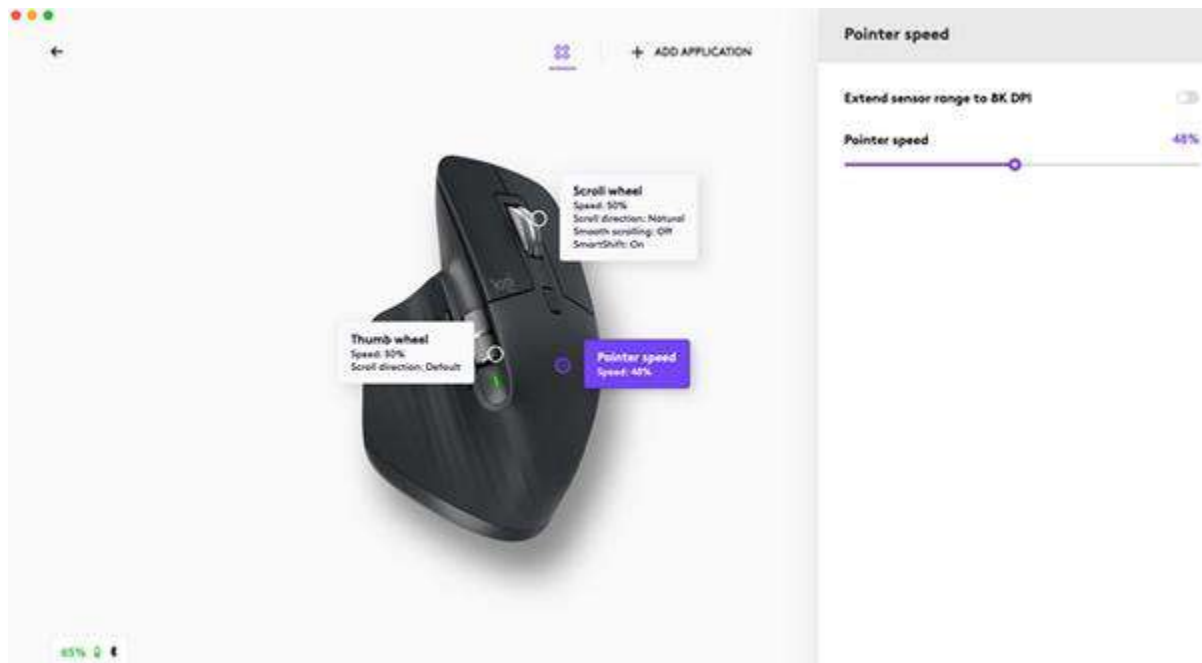 + ADD APPLICATION
Scroll wheel
Speed: 50%
Scroll direction: Natural
Smooth scrolling: Off
SmartShift: On
Thumb wheel
Speed: 50%
Scroll direction: Default
Pointer speed
Speed: 48%
65%
Pointer speed
Extend sensor range to 8K DPI
Pointer speed
48%